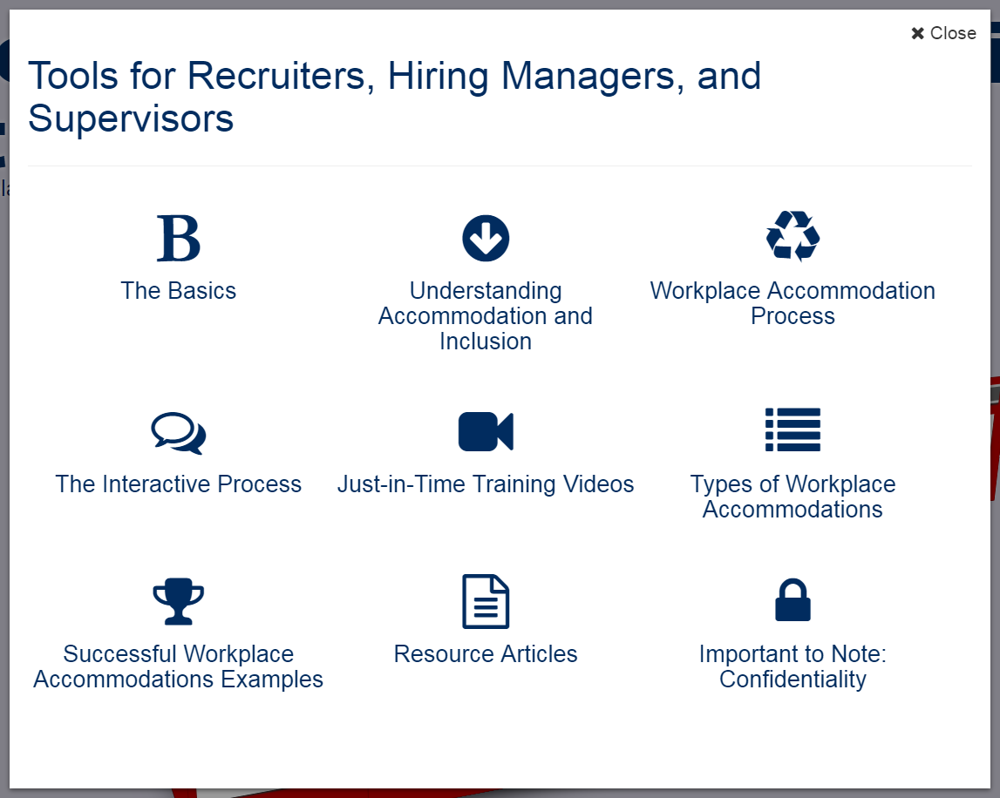 ✖ Close
Tools for Recruiters, Hiring Managers, and
Supervisors
The Basics
Understanding
Accommodation and
Inclusion
Workplace Accommodation
Process
The Interactive Process
Just-in-Time Training Videos
Types of Workplace
Accommodations
Successful Workplace
Accommodations Examples
Resource Articles
Important to Note:
Confidentiality